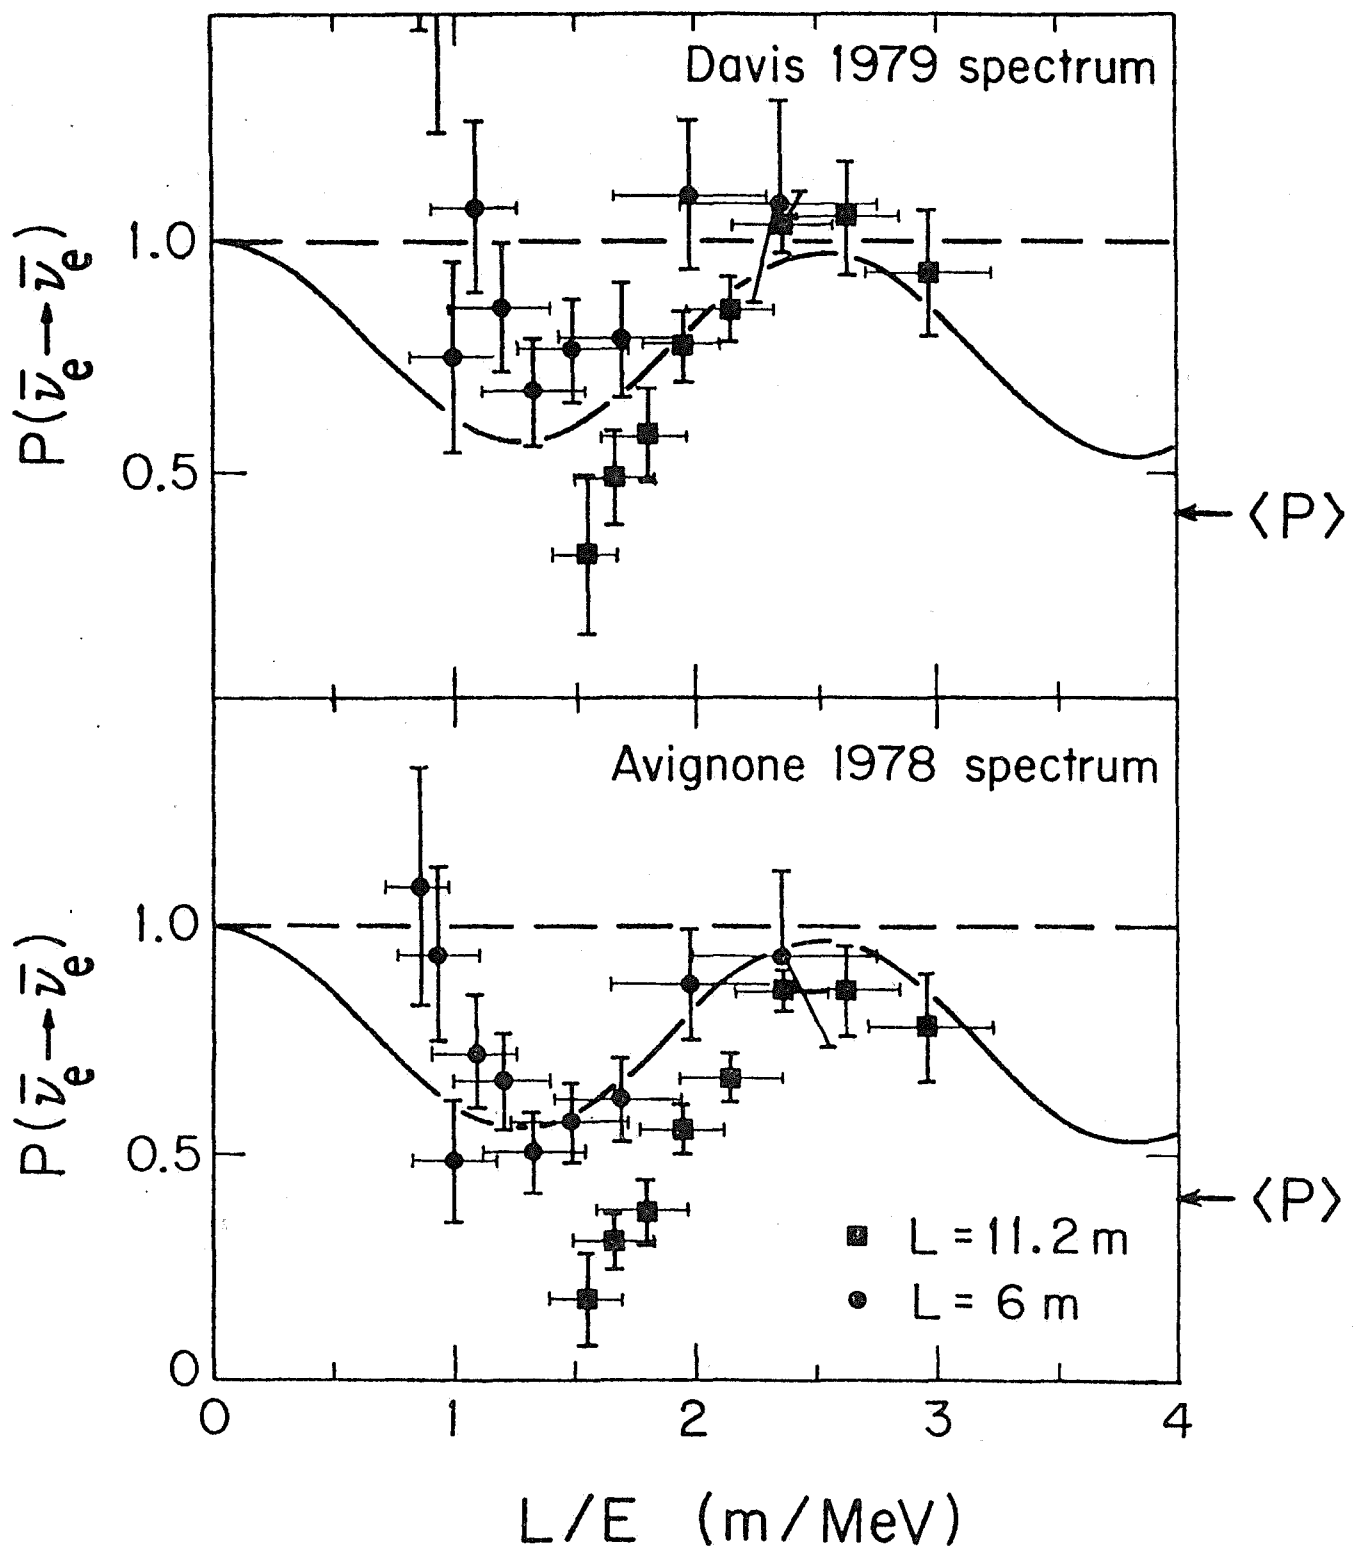 Davis 1979 spectrum
1.0
0.5
P(ν̅e→ν̅e)
⟨P⟩
Avignone 1978 spectrum
1.0
0.5
0
P(ν̅e→ν̅e)
⟨P⟩
L = 11.2 m
L = 6 m
0 1 2 3 4
L/E (m/MeV)